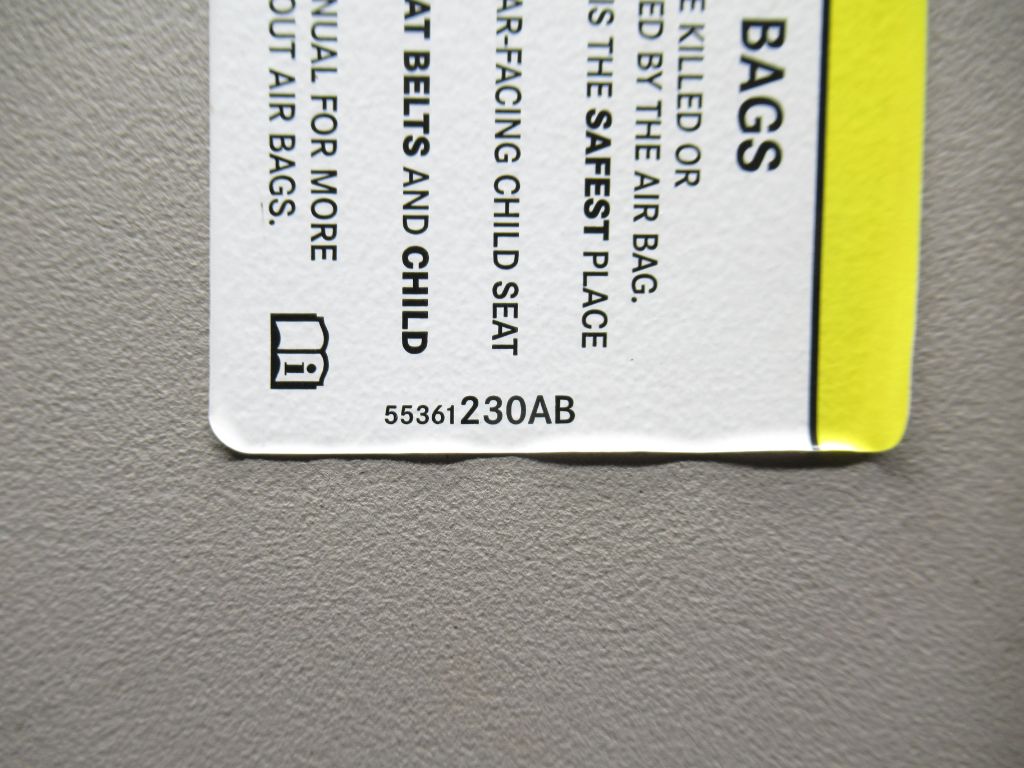 BAGS
E KILLED OR
ED BY THE AIR BAG.
IS THE SAFEST PLACE
AR-FACING CHILD SEAT
AT BELTS AND CHILD
NUAL FOR MORE
OUT AIR BAGS.
i
55361230AB